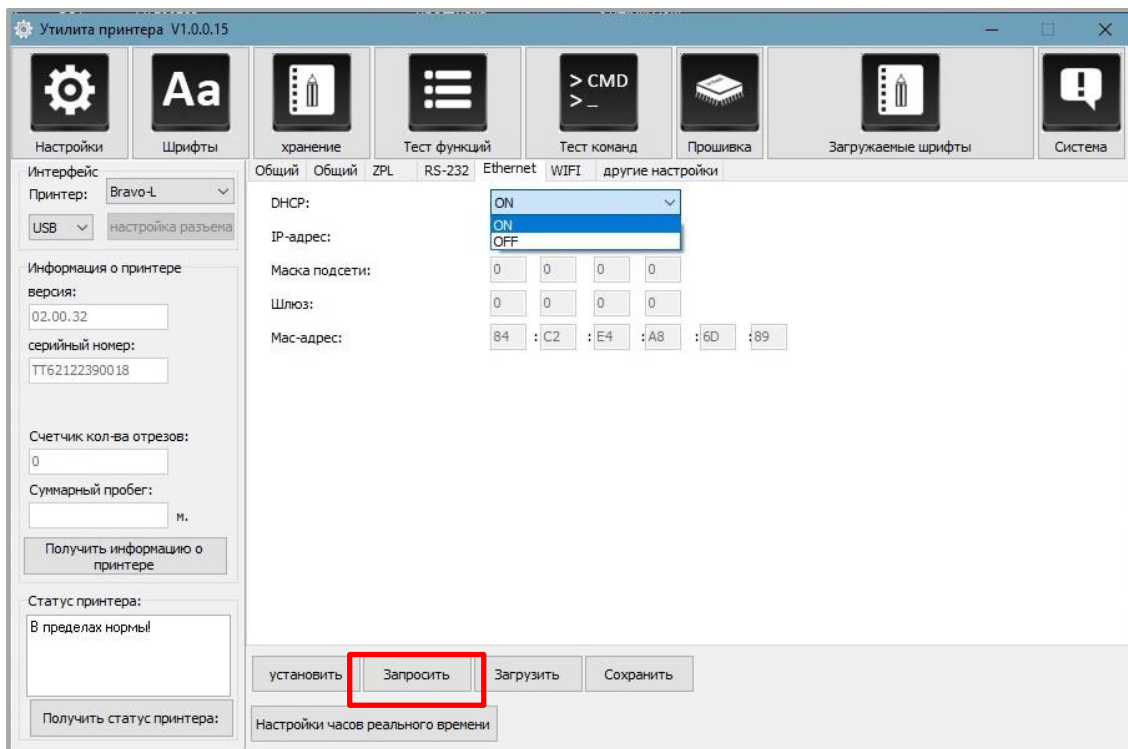 Утилита принтера V1.0.0.15
Aa
> CMD
> _
Настройки
Шрифты
хранение
Тест функций
Тест команд
Прошивка
Загружаемые шрифты
Система
Интерфейс
Принтер: Bravo-L
USB настройка разъема
Информация о принтере
версия:
02.00.32
серийный номер:
TT62122390018
Счетчик кол-ва отрезов:
0
Суммарный пробег:
м.
Получить информацию о
принтере
Статус принтера:
В пределах нормы!
Получить статус принтера:
Общий Общий ZPL RS-232 Ethernet WIFI другие настройки
DHCP: ON
ON
OFF
IP-адрес:
Маска подсети: 0 0 0 0
Шлюз: 0 0 0 0
Мас-адрес: 84 : C2 : E4 : A8 : 6D : 89
установить Запросить Загрузить Сохранить
Настройки часов реального времени